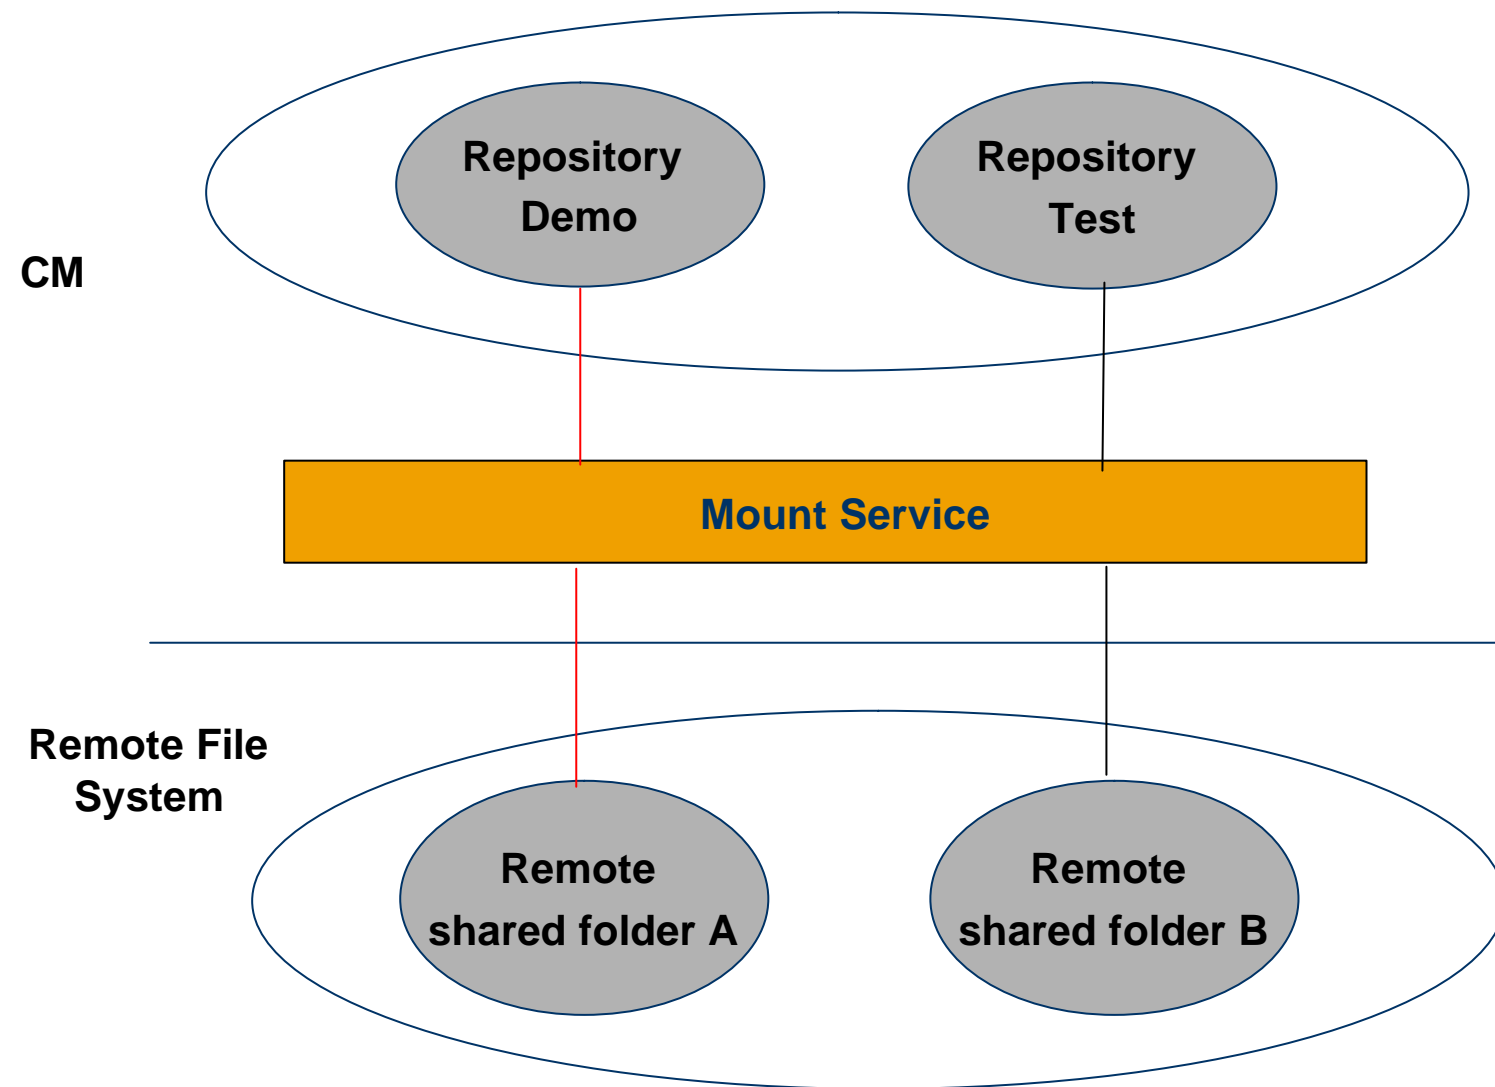 Repository
Demo
Repository
Test
CM
Mount Service
Remote File
System
Remote
shared folder A
Remote
shared folder B